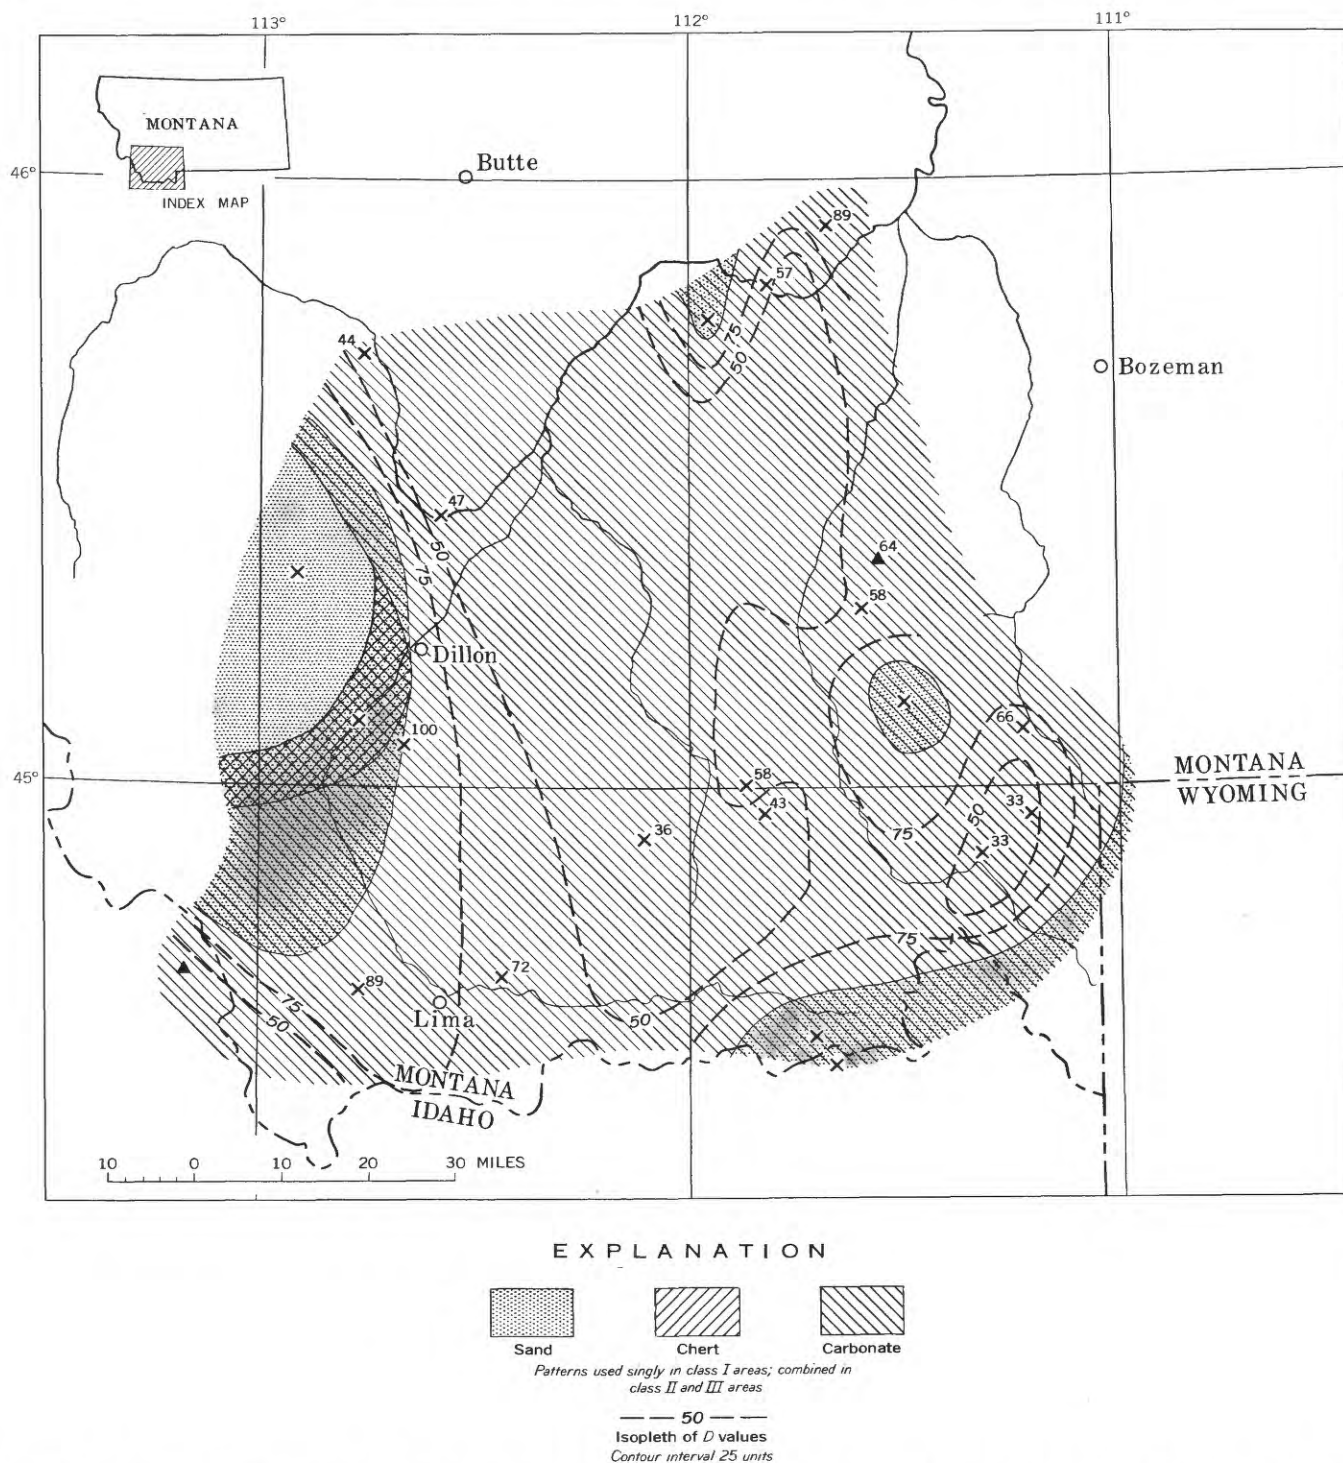 113°
112°
111°
MONTANA
INDEX MAP
46°
Butte
89
57
75
50
44
Bozeman
47
50
75
64
58
Dillon
66
100
45°
58
43
36
50
33
33
75
MONTANA
WYOMING
75
72
89
75
50
Lima
50
MONTANA
IDAHO
10 0 10 20 30 MILES
EXPLANATION
Sand Chert Carbonate
Patterns used singly in class I areas; combined in
class II and III areas
50
Isopleth of D values
Contour interval 25 units